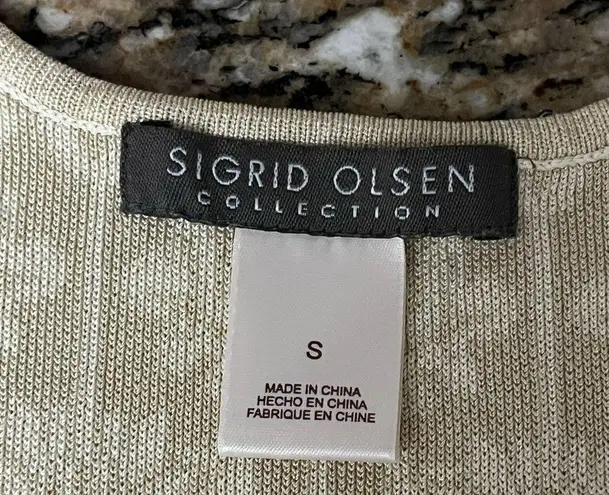 SIGRID OLSEN
COLLECTION
S
MADE IN CHINA
HECHO EN CHINA
FABRIQUE EN CHINE